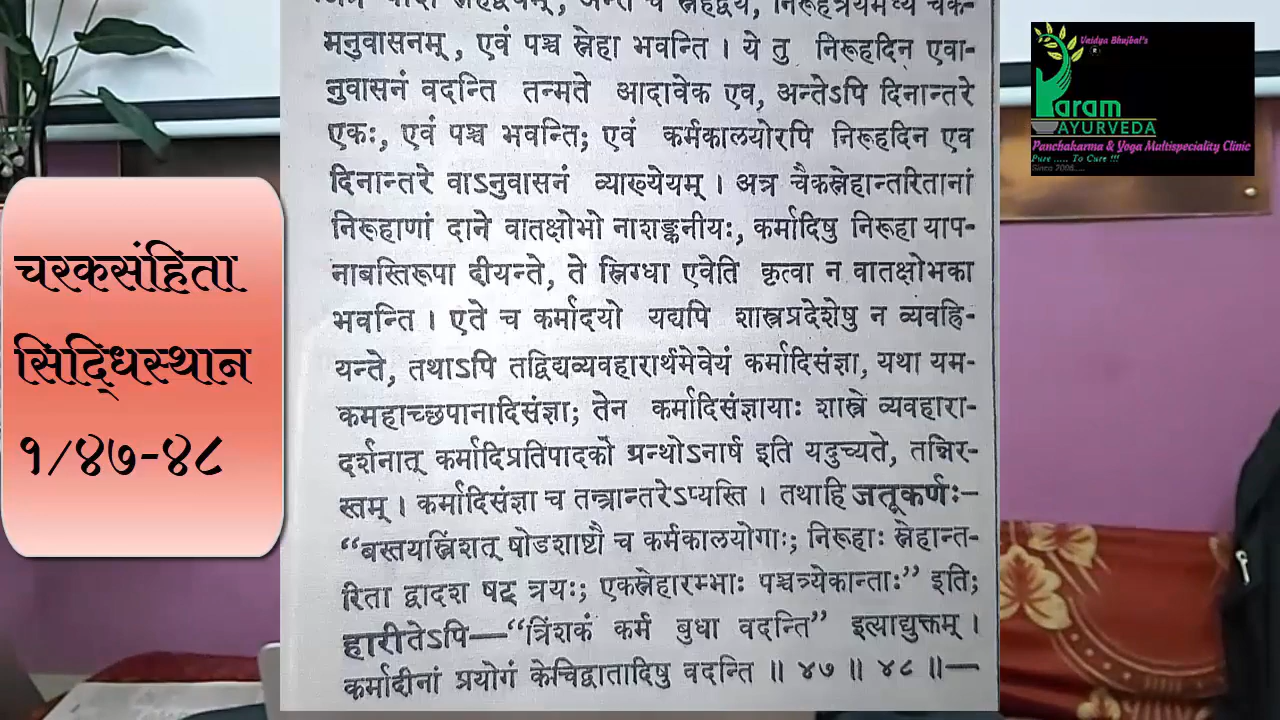 मनुवासनम्, एवं पञ्च स्नेहा भवन्ति । ये तु निरूहदिन एवा-
नुवासनं वदन्ति तन्मते आदावेक एव, अन्तेऽपि दिनान्तरे
एकः, एवं पञ्च भवन्ति; एवं कर्मकालयोरपि निरूहदिन एव
दिनान्तरे वाऽनुवासनं व्याख्येयम् । अत्र चैकस्नेहान्तरितानां
निरूहाणां दाने वातक्षोभो नाशङ्कनीयः, कर्मादिषु निरूहा याप-
नाबस्तिरूपा दीयन्ते, ते स्निग्धा एवेति कृत्वा न वातक्षोभका
भवन्ति । एते च कर्मादयो यद्यपि शास्त्रप्रदेशेषु न व्यवह्रि-
यन्ते, तथाऽपि तद्विद्यव्यवहारार्थमेवेयं कर्मादिसंज्ञा, यथा यम-
कमहाच्छपानादिसंज्ञा; तेन कर्मादिसंज्ञायाः शास्त्रे व्यवहारा-
दर्शनात् कर्मादिप्रतिपादको ग्रन्थोऽनार्ष इति यदुच्यते, तन्निर-
स्तम् । कर्मादिसंज्ञा च तन्त्रान्तरेऽप्यस्ति । तथाहि जतूकर्णः–
“बस्तयस्त्रिंशत् षोडशाष्टौ च कर्मकालयोगाः; निरूहाः स्नेहान्त-
रिता द्वादश षट् त्रयः; एकस्नेहारम्भाः पञ्चत्र्येकान्ताः” इति;
हारीतेऽपि—“त्रिंशकं कर्म बुधा वदन्ति” इत्याद्युक्तम् ।
कर्मादीनां प्रयोगं केचिद्वातादिषु वदन्ति ॥ ४७ ॥ ४८ ॥—
चरकसंहिता
सिद्धिस्थान
१/४७-४८
Vaidya Bhujbal's
Param
AYURVEDA
Panchakarma & Yoga Multispeciality Clinic
Pure ..... To Cure !!!
Since 2004....